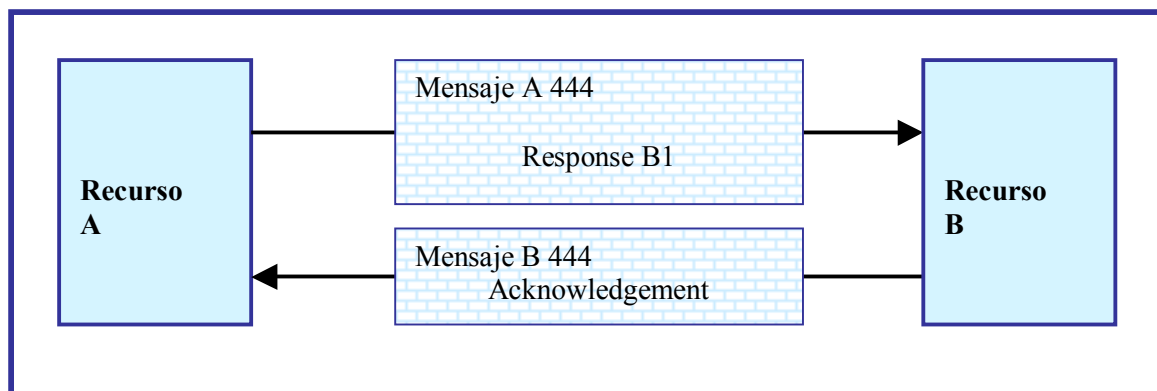 Recurso
A
Mensaje A 444
Response B1
Mensaje B 444
Acknowledgement
Recurso
B